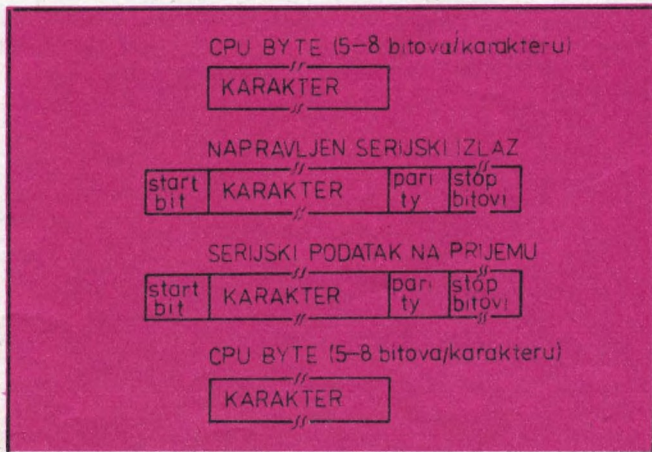 CPU BYTE (5-8 bitova/karakteru)
KARAKTER
NAPRAVLJEN SERIJSKI IZLAZ
start bit KARAKTER pari ty stop bitovi
SERIJSKI PODATAK NA PRIJEMU
start bit KARAKTER pari ty stop bitovi
CPU BYTE (5-8 bitova/karakteru)
KARAKTER